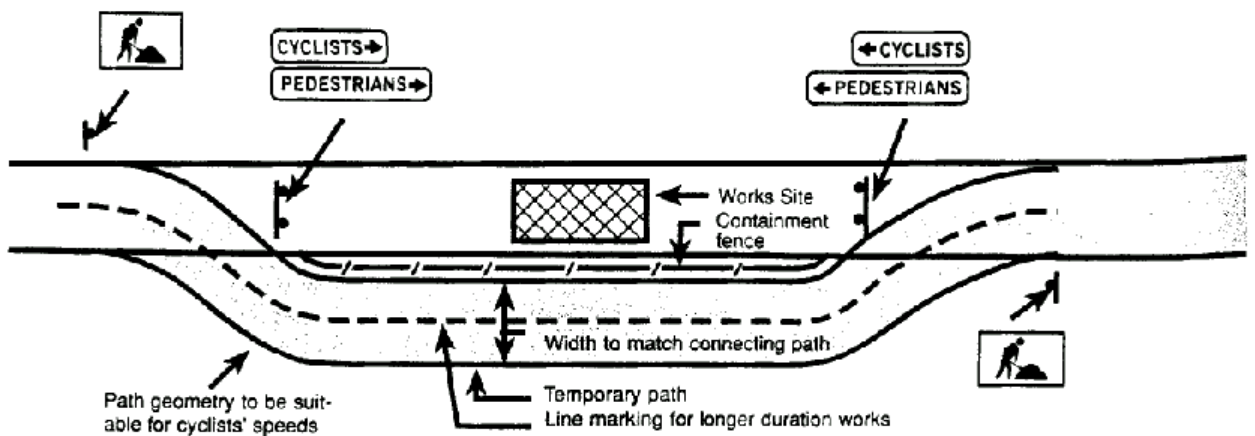 CYCLISTS→
PEDESTRIANS→
←CYCLISTS
←PEDESTRIANS
Works Site
Containment
fence
Width to match connecting path
Path geometry to be suit-
able for cyclists' speeds
Temporary path
Line marking for longer duration works